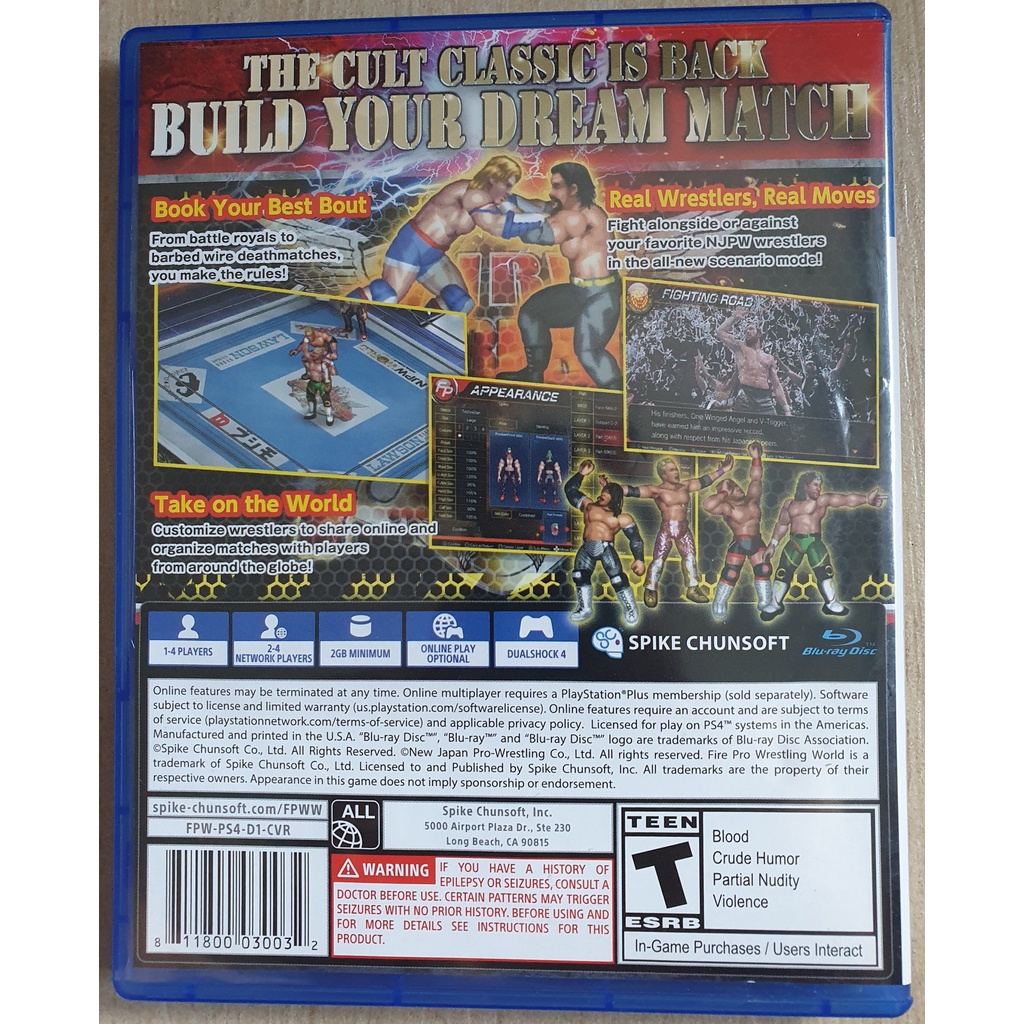 THE CULT CLASSIC IS BACK
BUILD YOUR DREAM MATCH
Book Your Best Bout
From battle royals to
barbed wire deathmatches,
you make the rules!
Real Wrestlers, Real Moves
Fight alongside or against
your favorite NJPW wrestlers
in the all-new scenario mode!
FIGHTING ROAD
His finishers, One Winged Angel and V-Trigger,
have earned him an impressive record,
along with respect from his Japanese peers.
LAWSON
NJPW
LAWSON
FP APPEARANCE
Take on the World
Customize wrestlers to share online and
organize matches with players
from around the globe!
1-4 PLAYERS
2-4
NETWORK PLAYERS
2GB MINIMUM
ONLINE PLAY
OPTIONAL
DUALSHOCK 4
SPIKE CHUNSOFT
Blu-ray Disc™
Online features may be terminated at any time. Online multiplayer requires a PlayStation®Plus membership (sold separately). Software
subject to license and limited warranty (us.playstation.com/softwarelicense). Online features require an account and are subject to terms
of service (playstationnetwork.com/terms-of-service) and applicable privacy policy. Licensed for play on PS4™ systems in the Americas.
Manufactured and printed in the U.S.A. “Blu-ray Disc™”, “Blu-ray™” and “Blu-ray Disc™” logo are trademarks of Blu-ray Disc Association.
©Spike Chunsoft Co., Ltd. All Rights Reserved. ©New Japan Pro-Wrestling Co., Ltd. All rights reserved. Fire Pro Wrestling World is a
trademark of Spike Chunsoft Co., Ltd. Licensed to and Published by Spike Chunsoft, Inc. All trademarks are the property of their
respective owners. Appearance in this game does not imply sponsorship or endorsement.
spike-chunsoft.com/FPWW
FPW-PS4-D1-CVR
ALL
Spike Chunsoft, Inc.
5000 Airport Plaza Dr., Ste 230
Long Beach, CA 90815
WARNING IF YOU HAVE A HISTORY OF
EPILEPSY OR SEIZURES, CONSULT A
DOCTOR BEFORE USE. CERTAIN PATTERNS MAY TRIGGER
SEIZURES WITH NO PRIOR HISTORY. BEFORE USING AND
FOR MORE DETAILS SEE INSTRUCTIONS FOR THIS
PRODUCT.
8 11800 03003 2
TEEN
T
ESRB
Blood
Crude Humor
Partial Nudity
Violence
In-Game Purchases / Users Interact